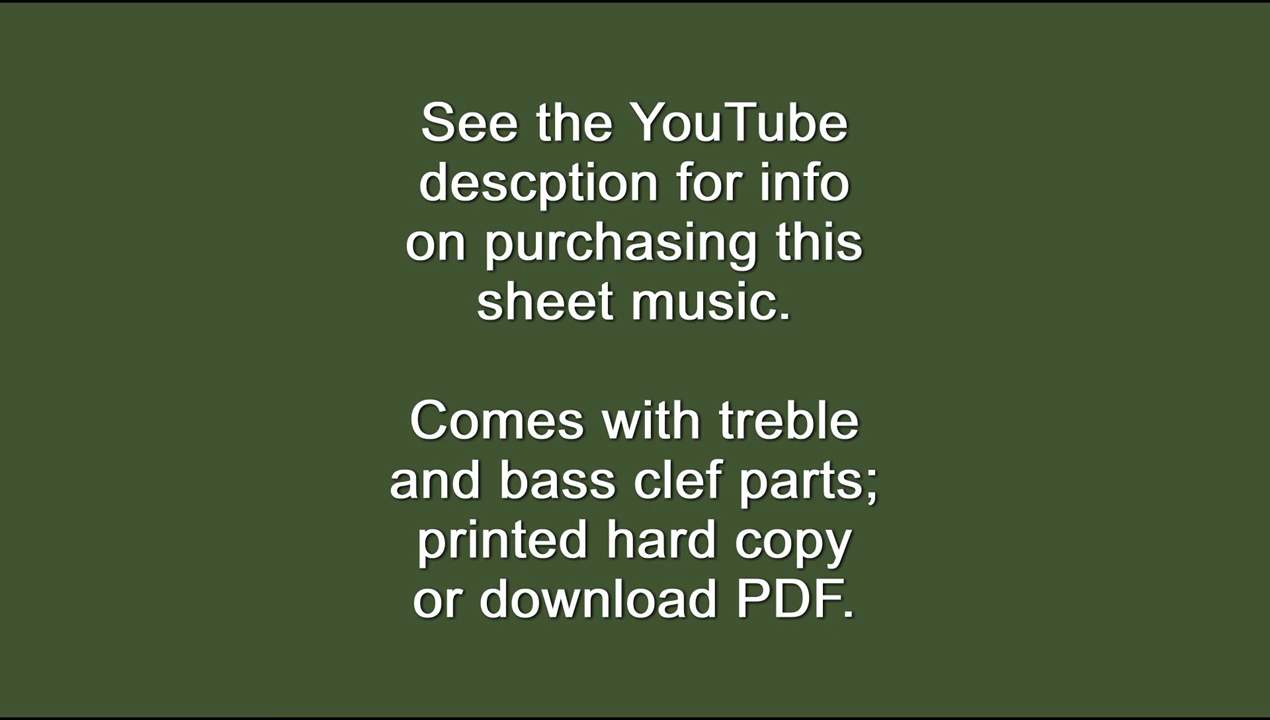 See the YouTube
descption for info
on purchasing this
sheet music.
Comes with treble
and bass clef parts;
printed hard copy
or download PDF.